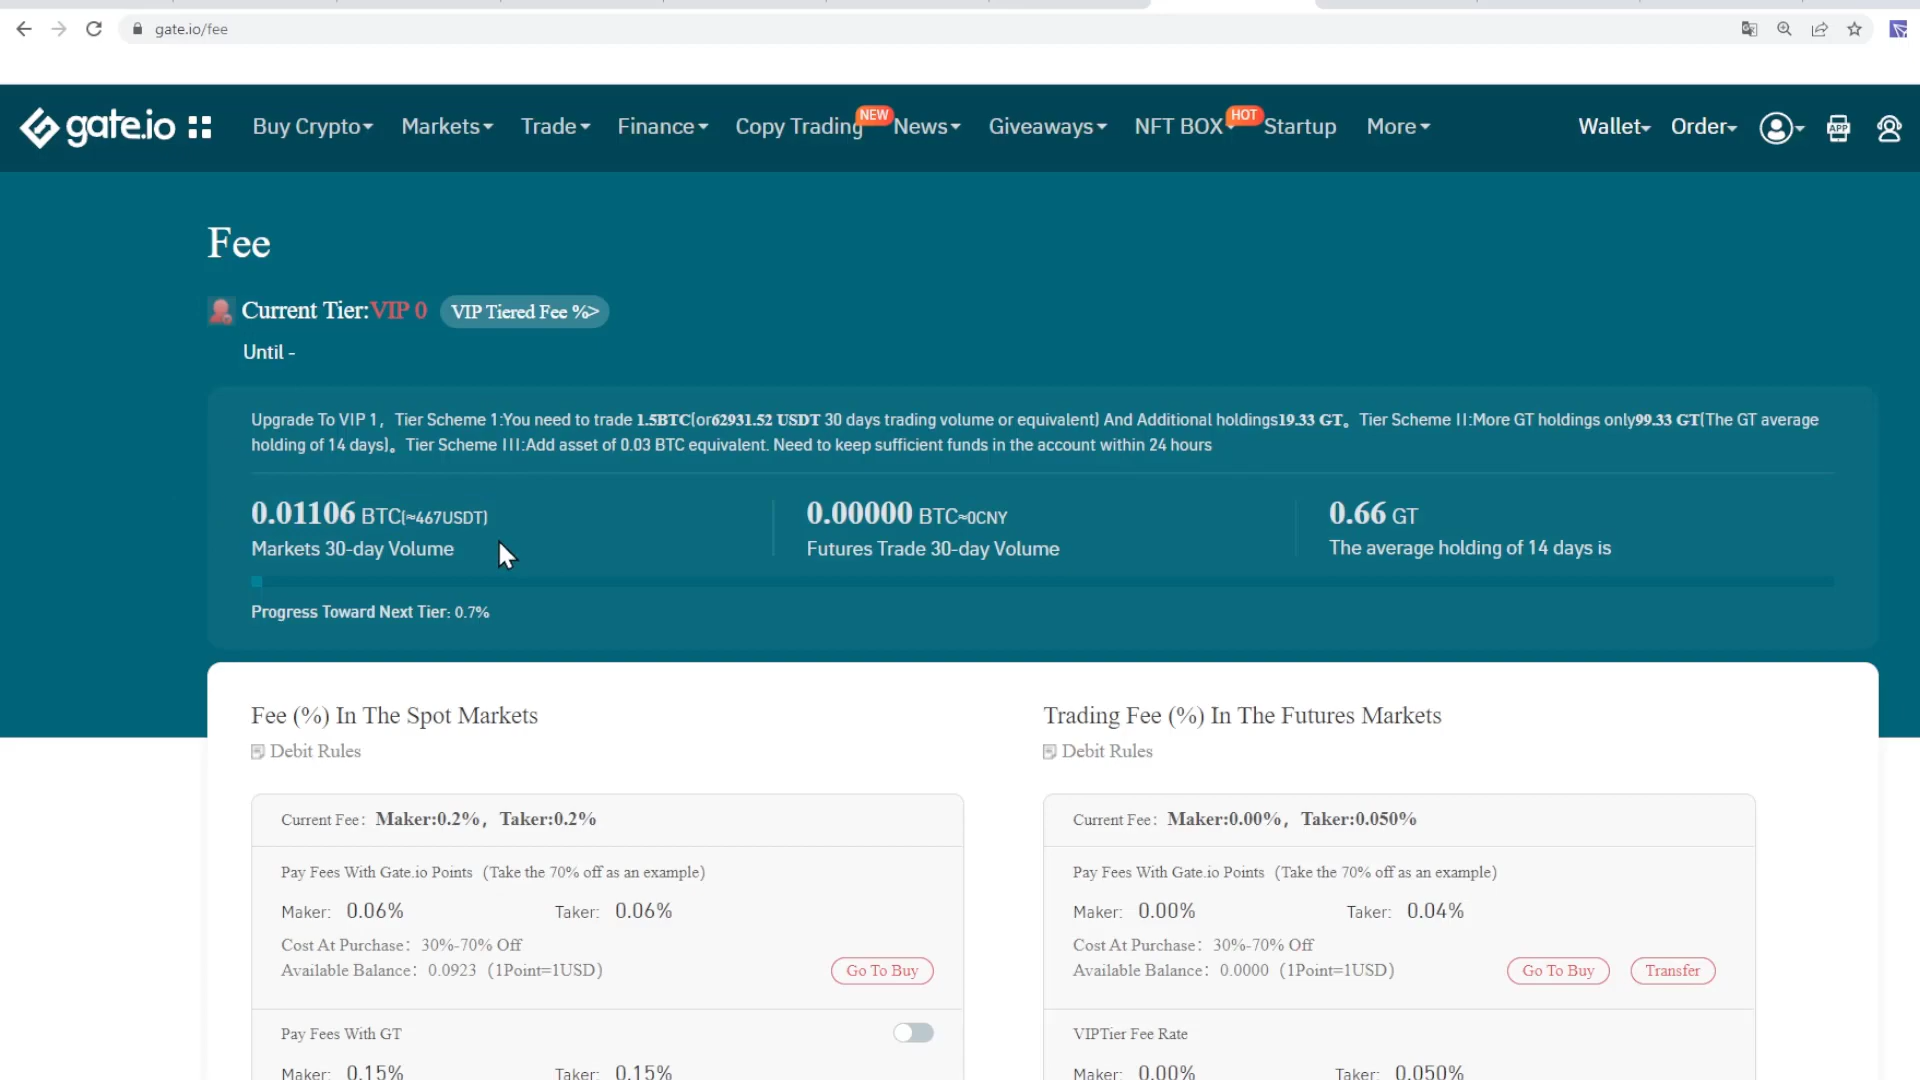 gate.io/fee
gate.io
Buy Crypto
Markets
Trade
Finance
Copy Trading
NEW
News
Giveaways
NFT BOX
HOT
Startup
More
Wallet
Order
APP
Fee
Current Tier:VIP 0
VIP Tiered Fee %>
Until -
Upgrade To VIP 1，Tier Scheme 1:You need to trade 1.5BTC(or62931.52 USDT 30 days trading volume or equivalent) And Additional holdings19.33 GT。Tier Scheme II:More GT holdings only99.33 GT(The GT average
holding of 14 days)。Tier Scheme III:Add asset of 0.03 BTC equivalent. Need to keep sufficient funds in the account within 24 hours
0.01106 BTC(≈467USDT)
Markets 30-day Volume
0.00000 BTC≈0CNY
Futures Trade 30-day Volume
0.66 GT
The average holding of 14 days is
Progress Toward Next Tier: 0.7%
Fee (%) In The Spot Markets
Debit Rules
Current Fee： Maker:0.2%，Taker:0.2%
Pay Fees With Gate.io Points（Take the 70% off as an example)
Maker: 0.06%
Taker: 0.06%
Cost At Purchase：30%-70% Off
Available Balance：0.0923（1Point=1USD）
Go To Buy
Pay Fees With GT
Maker: 0.15%
Taker: 0.15%
Trading Fee (%) In The Futures Markets
Debit Rules
Current Fee： Maker:0.00%，Taker:0.050%
Pay Fees With Gate.io Points（Take the 70% off as an example)
Maker: 0.00%
Taker: 0.04%
Cost At Purchase：30%-70% Off
Available Balance：0.0000（1Point=1USD）
Go To Buy
Transfer
VIPTier Fee Rate
Maker: 0.00%
Taker: 0.050%